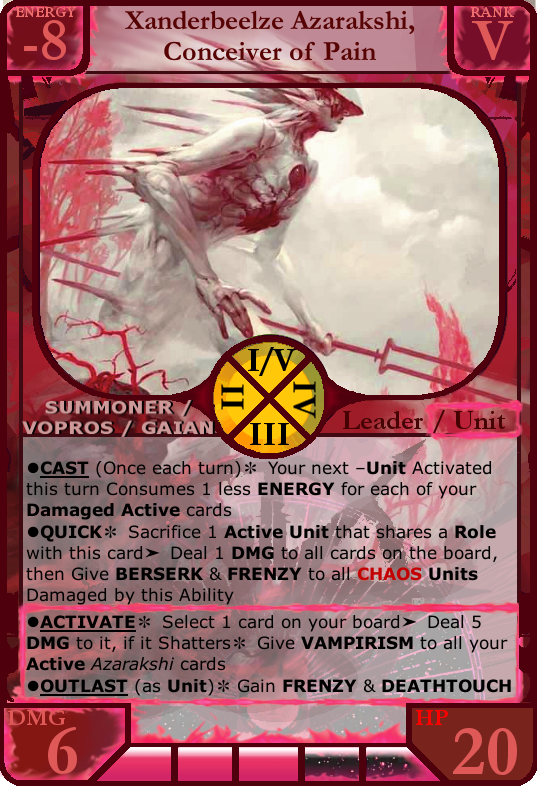 ENERGY
-8
Xanderbeelze Azarakshi,
Conceiver of Pain
RANK
V
I/V
II
IV
III
SUMMONER /
VOPROS / GAIAN
Leader / Unit
●CAST (Once each turn)✻ Your next –Unit Activated
this turn Consumes 1 less ENERGY for each of your
Damaged Active cards
●QUICK✻ Sacrifice 1 Active Unit that shares a Role
with this card➤ Deal 1 DMG to all cards on the board,
then Give BERSERK & FRENZY to all CHAOS Units
Damaged by this Ability
●ACTIVATE✻ Select 1 card on your board➤ Deal 5
DMG to it, if it Shatters✻ Give VAMPIRISM to all your
Active Azarakshi cards
●OUTLAST (as Unit)✻ Gain FRENZY & DEATHTOUCH
DMG
6
HP
20